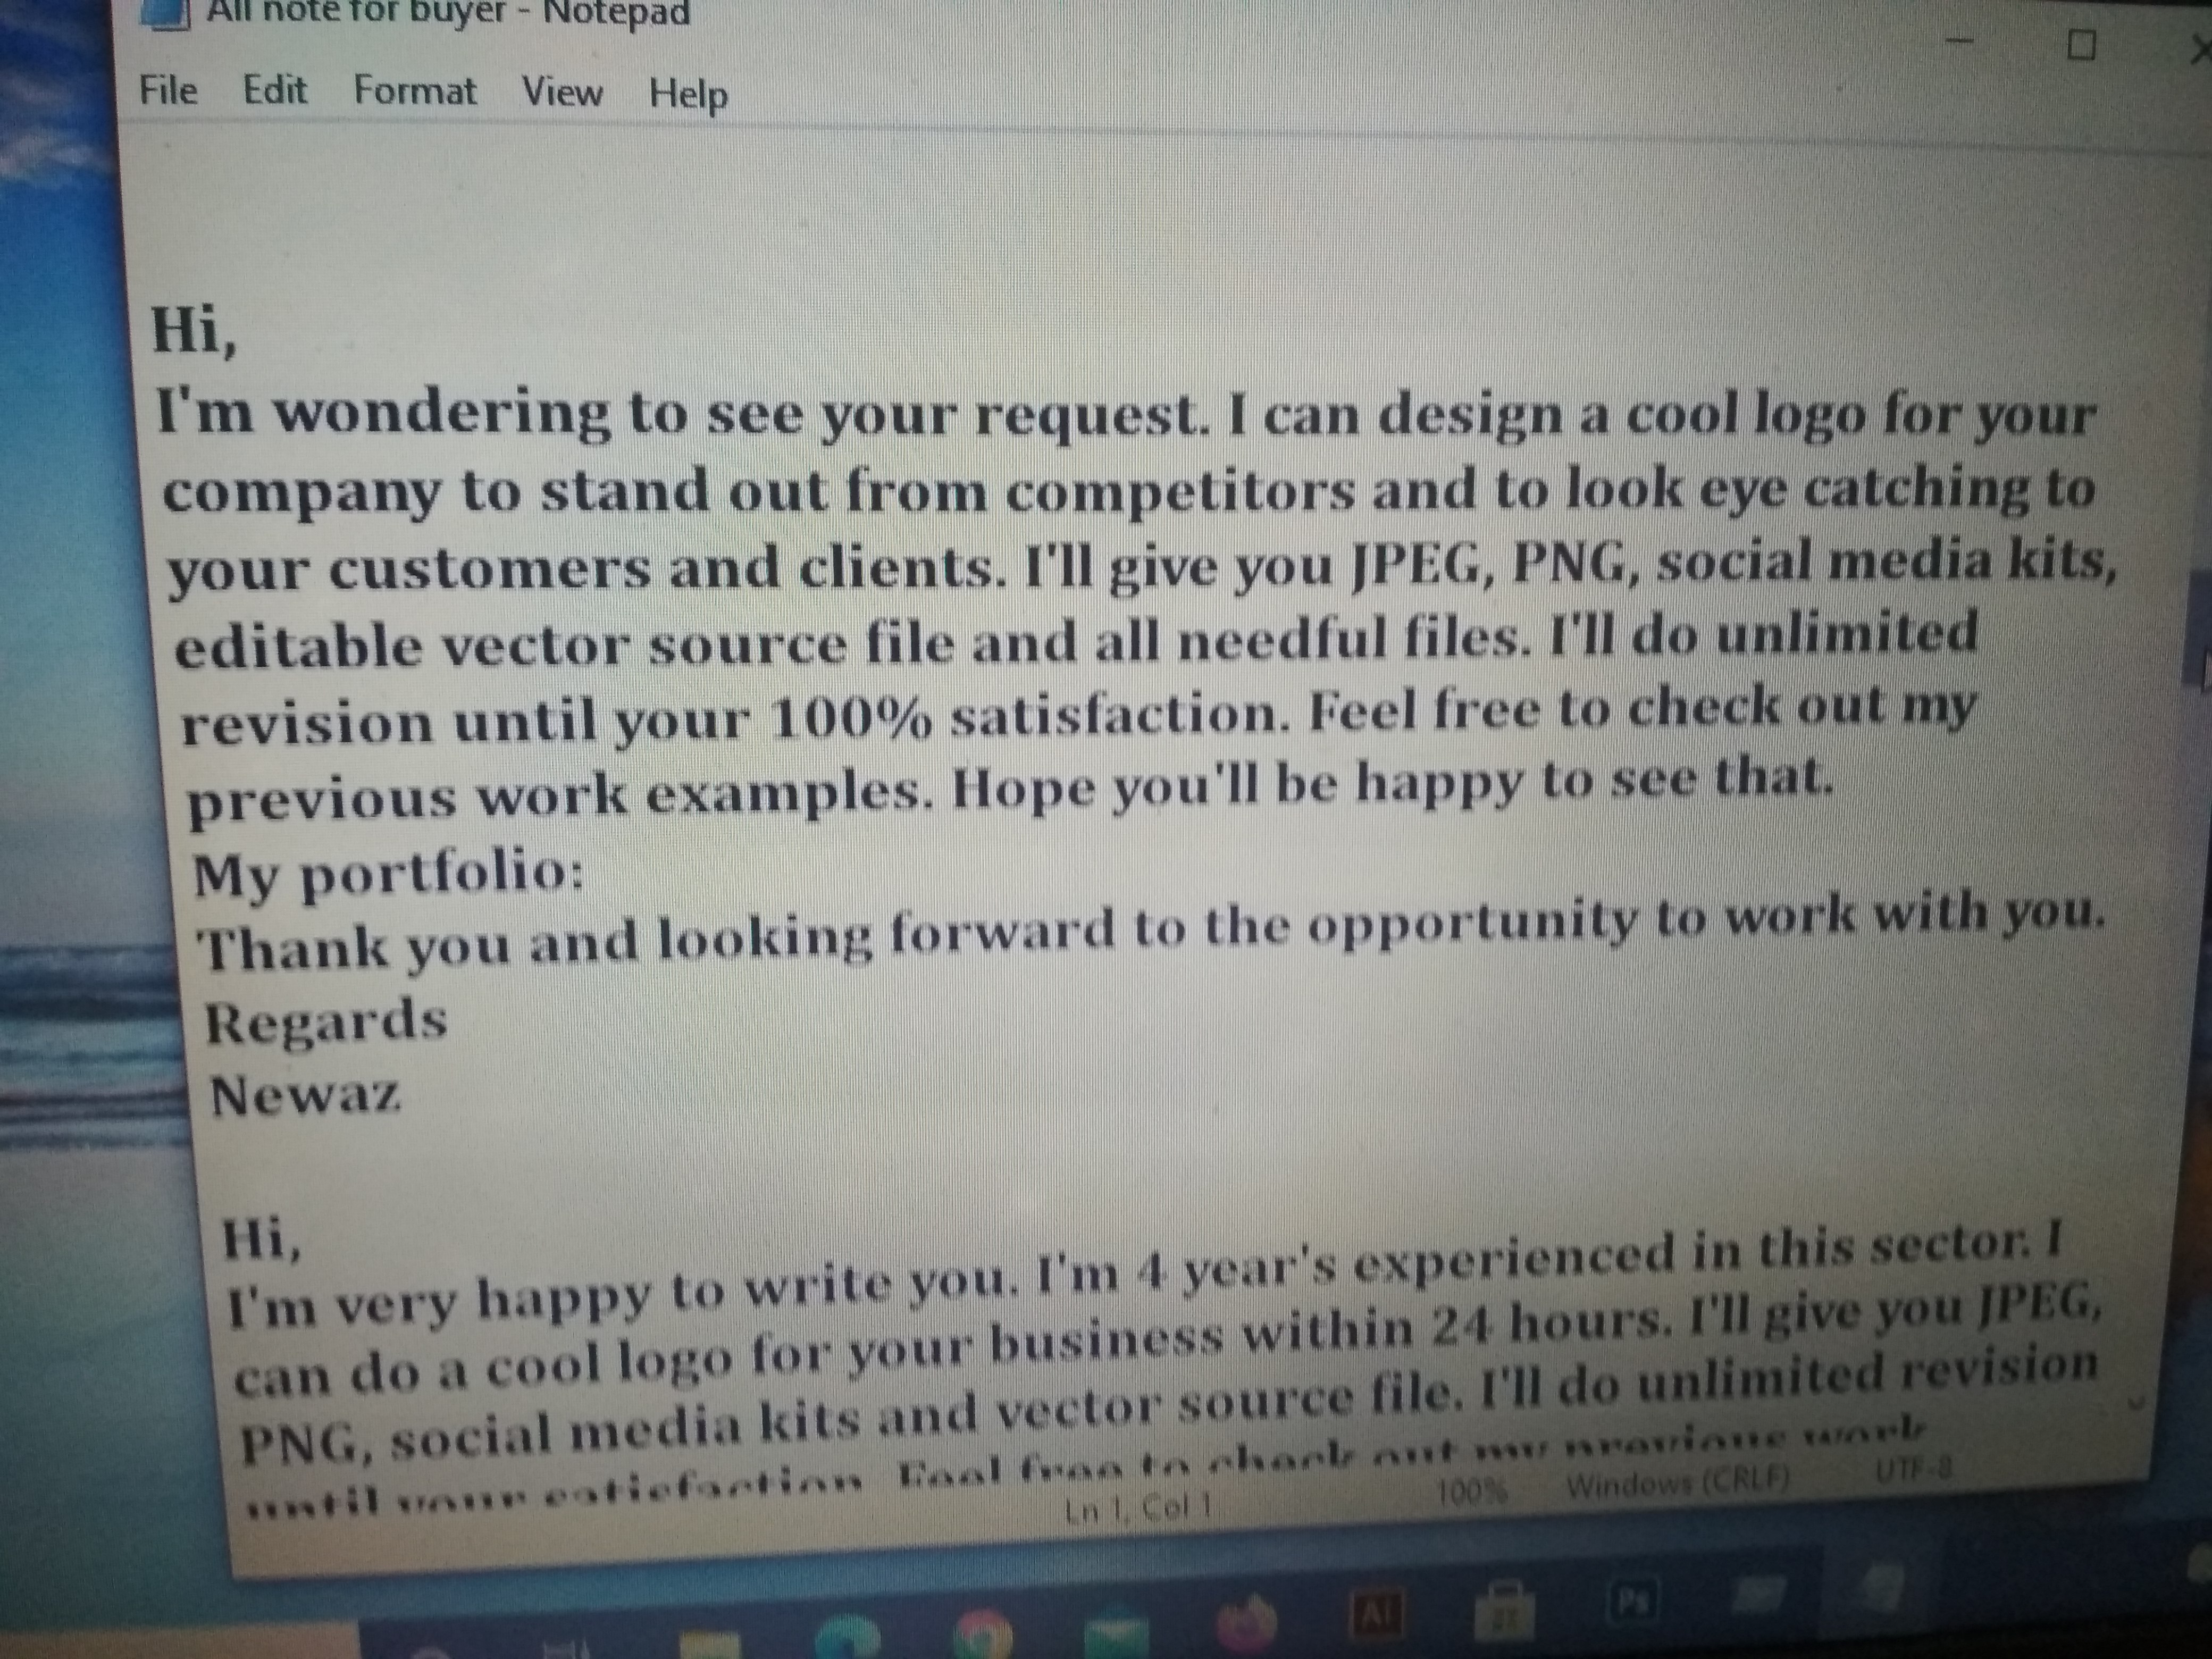 All note for buyer - Notepad
File Edit Format View Help
Hi,
I'm wondering to see your request. I can design a cool logo for your
company to stand out from competitors and to look eye catching to
your customers and clients. I'll give you JPEG, PNG, social media kits,
editable vector source file and all needful files. I'll do unlimited
revision until your 100% satisfaction. Feel free to check out my
previous work examples. Hope you'll be happy to see that.
My portfolio:
Thank you and looking forward to the opportunity to work with you.
Regards
Newaz
Hi,
I'm very happy to write you. I'm 4 year's experienced in this sector. I
can do a cool logo for your business within 24 hours. I'll give you JPEG,
PNG, social media kits and vector source file. I'll do unlimited revision
until your satisfaction. Feel free to check out my previous work
Ln 1, Col 1 100% Windows (CRLF) UTF-8
Ai Ps